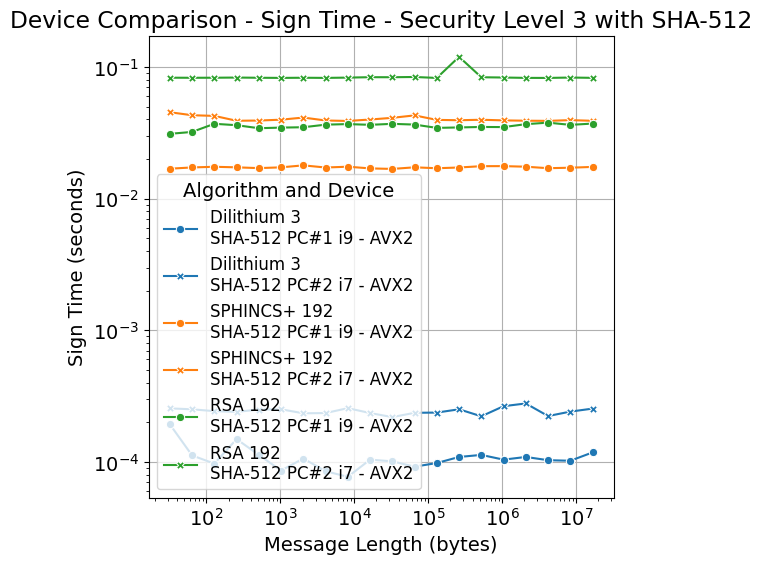 Device Comparison - Sign Time - Security Level 3 with SHA-512
Sign Time (seconds)
10⁻¹
10⁻²
10⁻³
10⁻⁴
Algorithm and Device
Dilithium 3
SHA-512 PC#1 i9 - AVX2
Dilithium 3
SHA-512 PC#2 i7 - AVX2
SPHINCS+ 192
SHA-512 PC#1 i9 - AVX2
SPHINCS+ 192
SHA-512 PC#2 i7 - AVX2
RSA 192
SHA-512 PC#1 i9 - AVX2
RSA 192
SHA-512 PC#2 i7 - AVX2
10² 10³ 10⁴ 10⁵ 10⁶ 10⁷
Message Length (bytes)